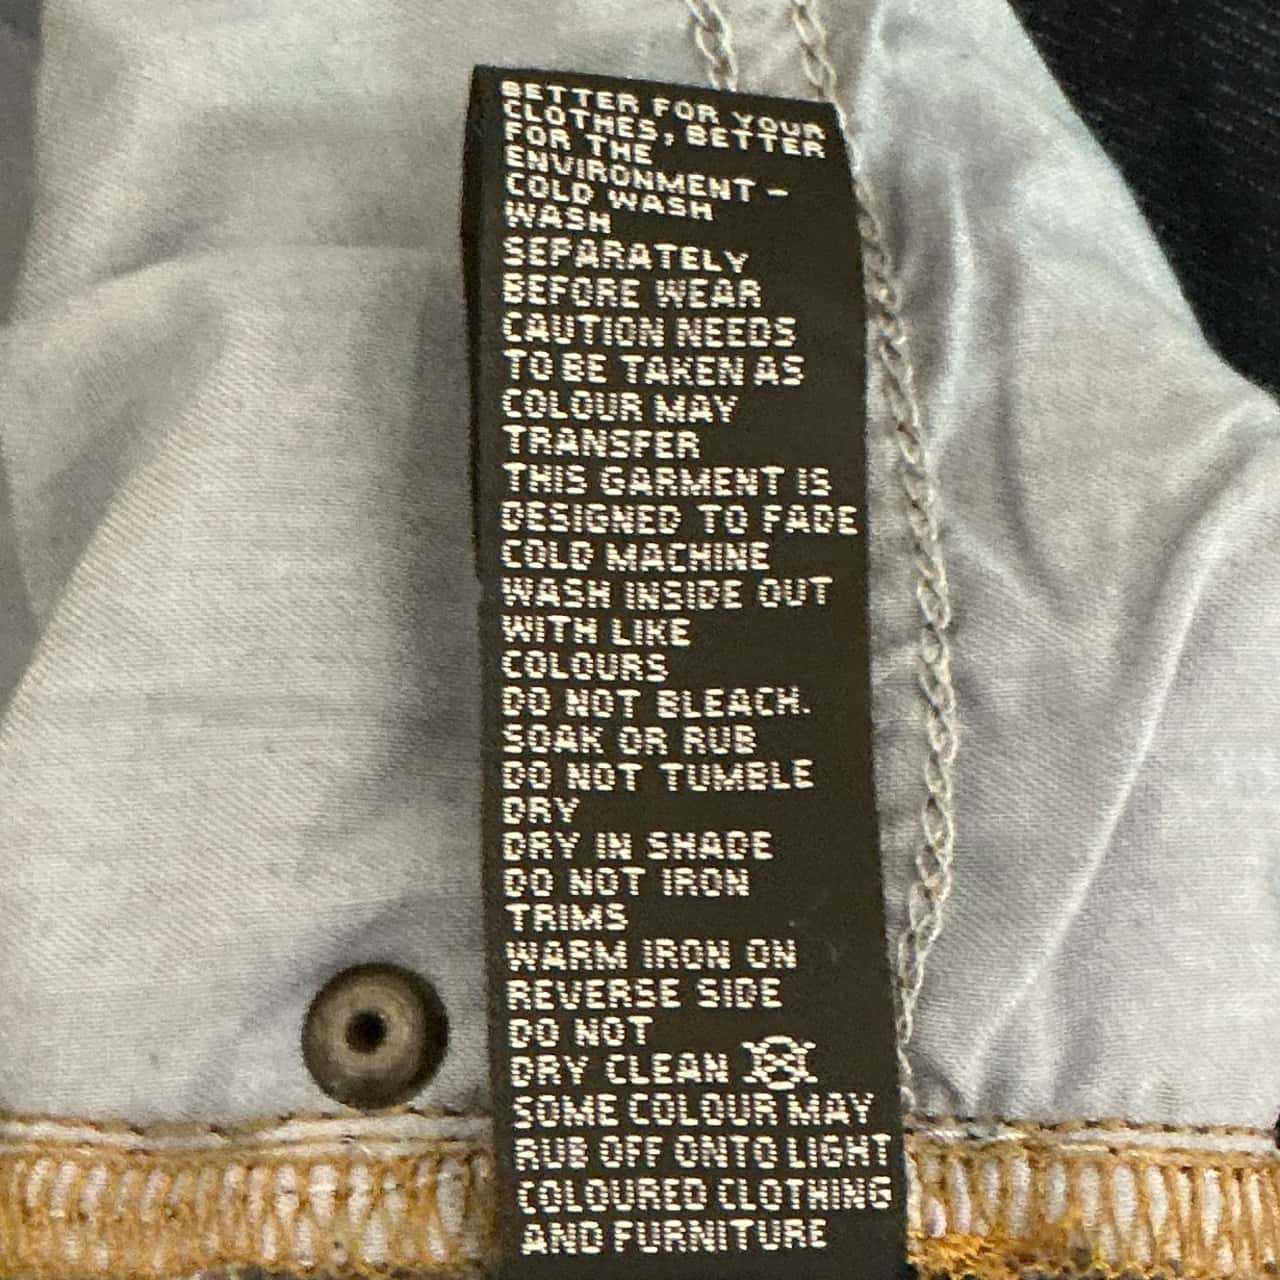 BETTER FOR YOUR
CLOTHES, BETTER
FOR THE
ENVIRONMENT -
COLD WASH
WASH
SEPARATELY
BEFORE WEAR
CAUTION NEEDS
TO BE TAKEN AS
COLOUR MAY
TRANSFER
THIS GARMENT IS
DESIGNED TO FADE
COLD MACHINE
WASH INSIDE OUT
WITH LIKE
COLOURS
DO NOT BLEACH.
SOAK OR RUB
DO NOT TUMBLE
DRY
DRY IN SHADE
DO NOT IRON
TRIMS
WARM IRON ON
REVERSE SIDE
DO NOT
DRY CLEAN
SOME COLOUR MAY
RUB OFF ONTO LIGHT
COLOURED CLOTHING
AND FURNITURE